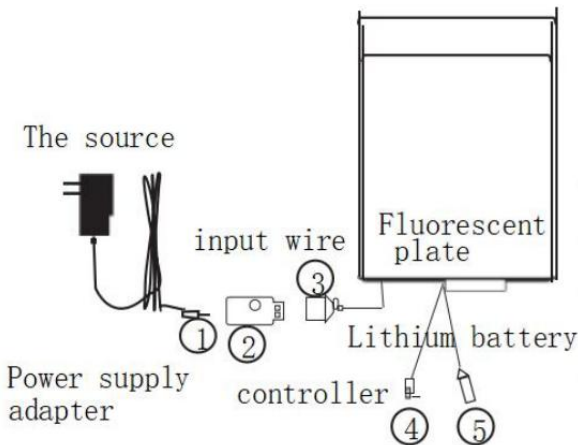 The source
Fluorescent
plate
input wire
③
①
②
Lithium battery
Power supply
adapter
controller
④
⑤